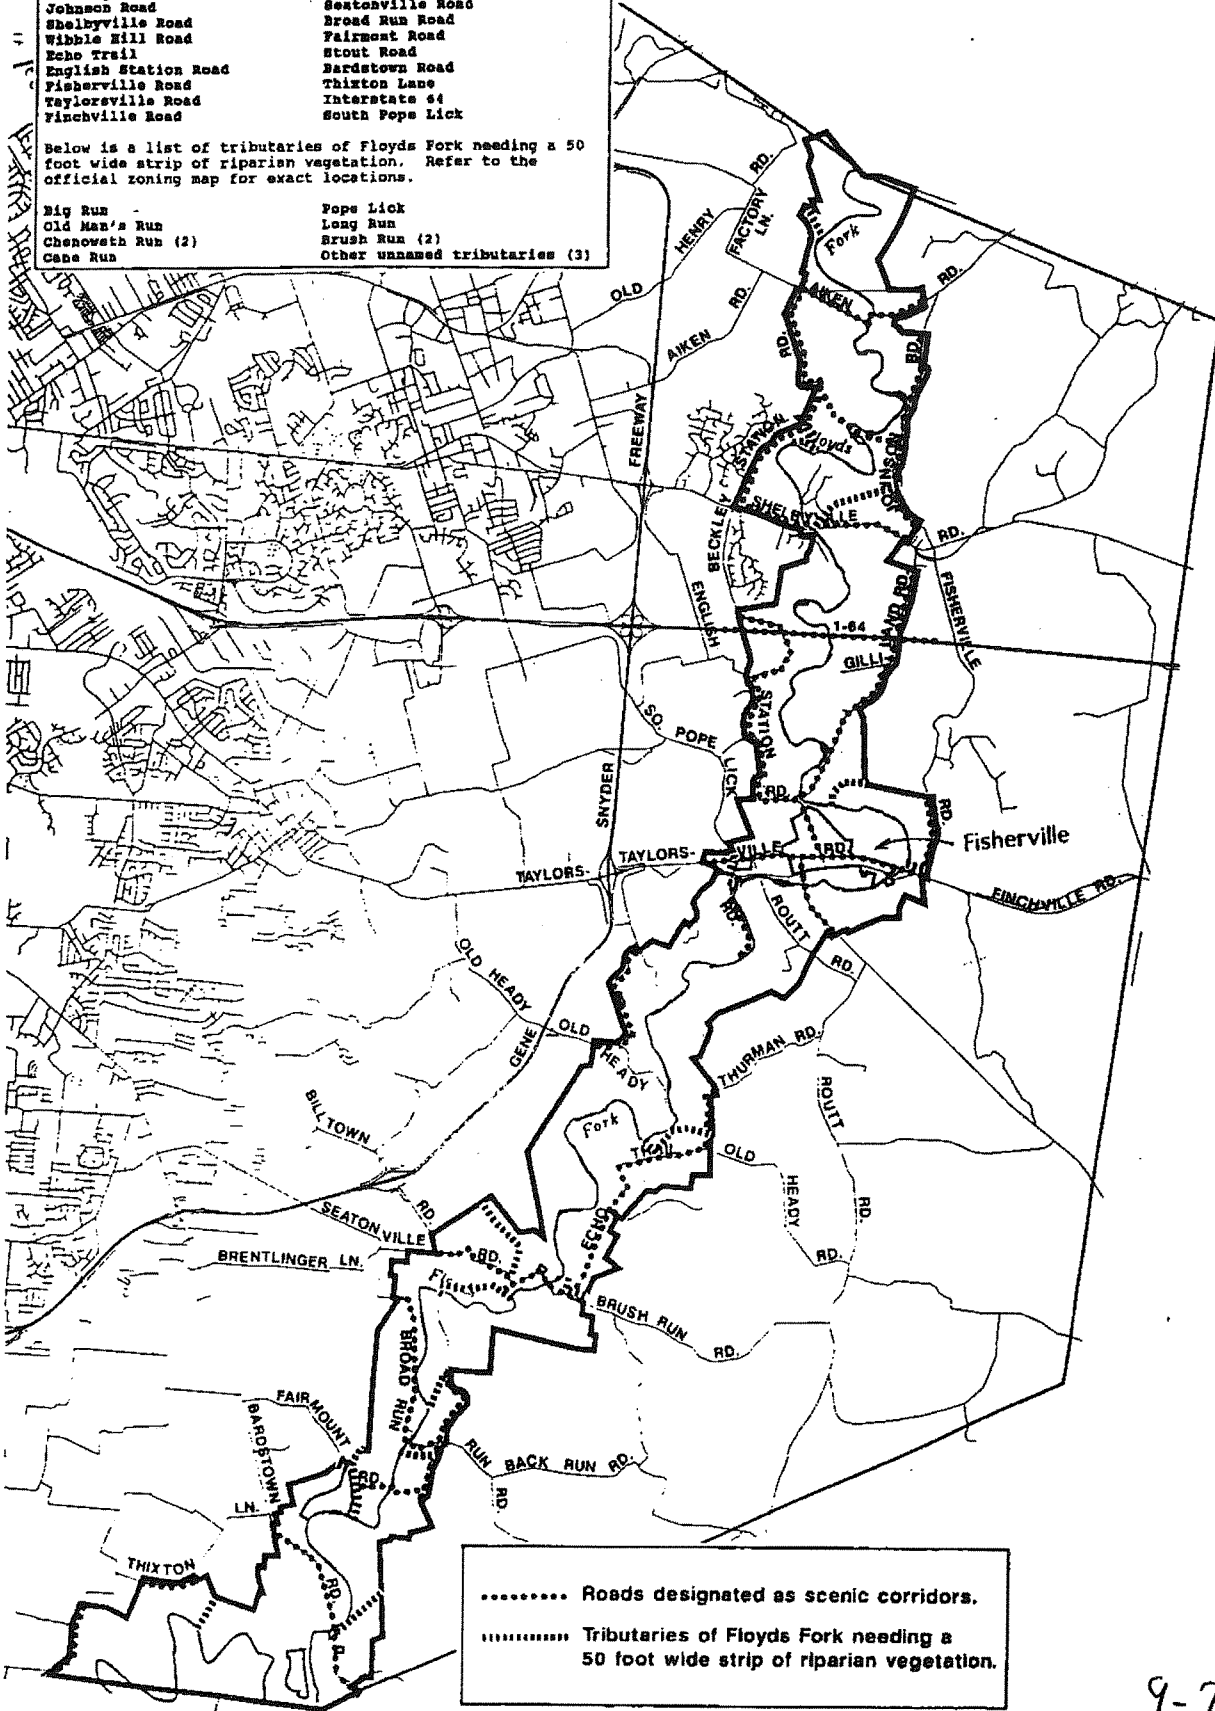 Johnson Road Seatonville Road
Shelbyville Road Broad Run Road
Wibble Hill Road Fairmont Road
Echo Trail Stout Road
English Station Road Bardstown Road
Fisherville Road Thixton Lane
Taylorsville Road Interstate 64
Finchville Road South Pope Lick
Below is a list of tributaries of Floyds Fork needing a 50
foot wide strip of riparian vegetation. Refer to the
official zoning map for exact locations.
Big Run Pope Lick
Old Man's Run Long Run
Chenoweth Run (2) Brush Run (2)
Cane Run Other unnamed tributaries (3)
OLD HENRY RD.
FACTORY LN.
Fork
AIKEN RD.
AIKEN RD.
RD.
RD.
FREEWAY
BECKLEY STATION
Floyds
JOHNSON
SHELBYVILLE RD.
ENGLISH
FISHERVILLE
I-64
GILLILAND RD.
STATION
SO. POPE LICK
RD.
RD.
SNYDER
Fisherville
TAYLORS-
TAYLORS-
VILLE RD.
FINCHVILLE RD.
RD.
ROUTT
RD.
OLD HEADY
GENE
OLD
HEADY
THURMAN RD.
ROUTT
BILLTOWN
Fork
TRAIL
OLD
HEADY
RD.
RD.
RD.
SEATONVILLE
RD.
ECHO
BRENTLINGER LN.
BRUSH RUN
RD.
BROAD RUN
FAIRMOUNT
BARDSTOWN
RD.
RUN
BACK RUN RD.
RD.
LN.
THIXTON
RD.
Roads designated as scenic corridors.
Tributaries of Floyds Fork needing a
50 foot wide strip of riparian vegetation.